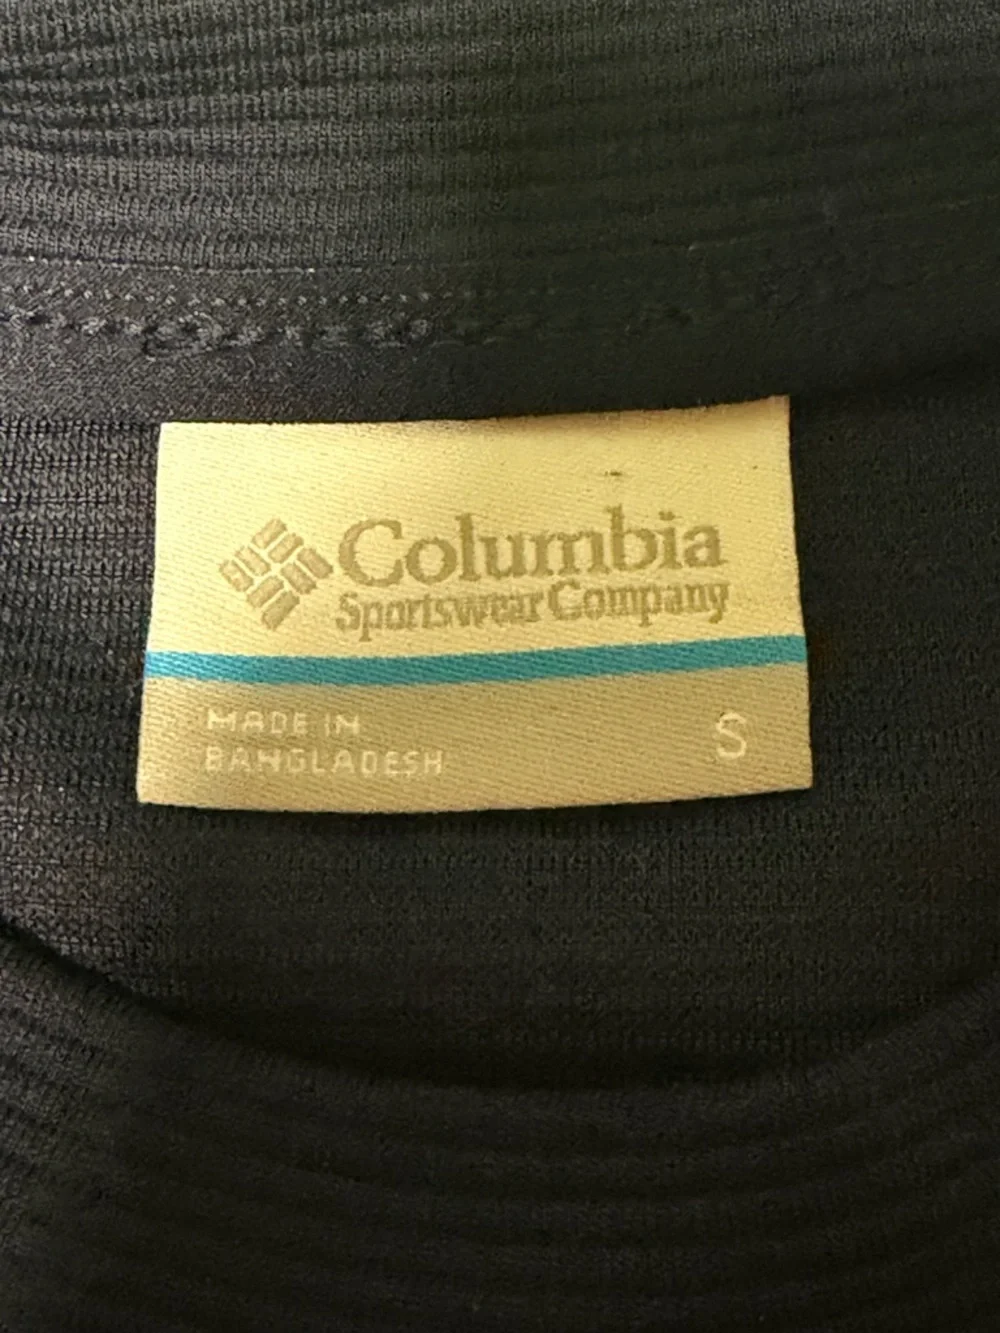 Columbia
Sportswear Company
MADE IN
BANGLADESH
S